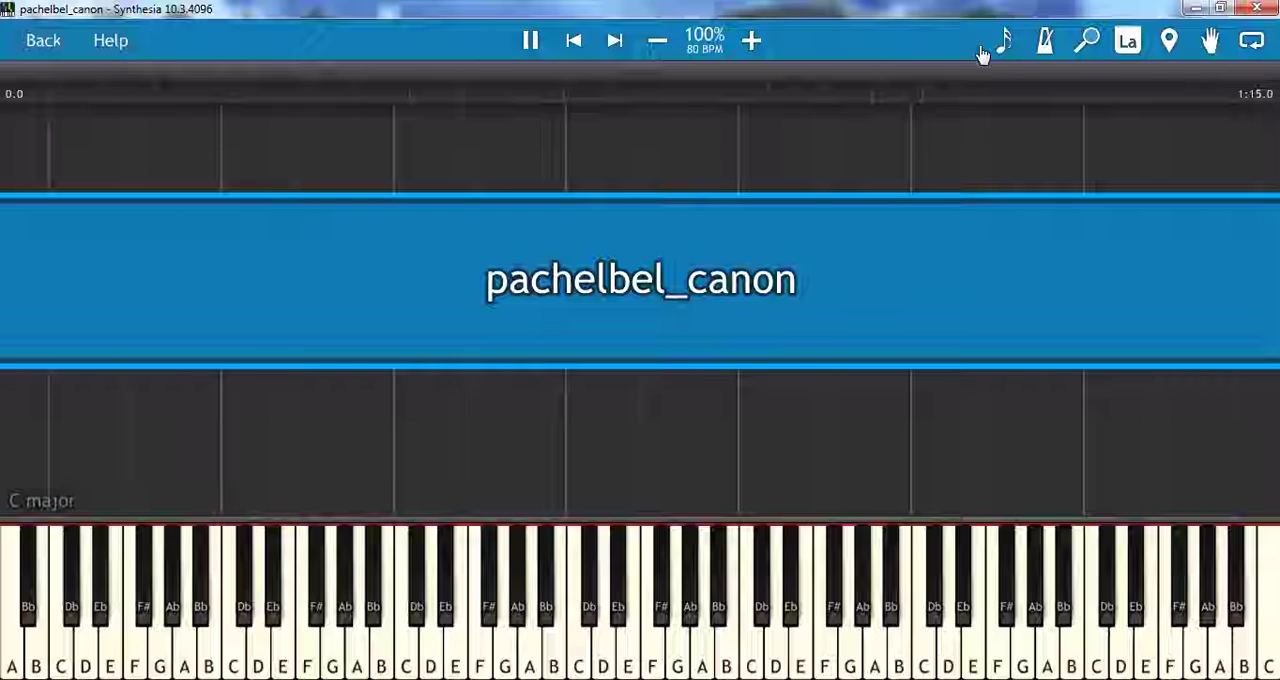 pachelbel_canon - Synthesia 10.3.4096
Back Help 100% La
80 BPM
0.0 1:15.0
pachelbel_canon
C major
Bb Db Eb F# Ab Bb Db Eb F# Ab Bb Db Eb F# Ab Bb Db Eb F# Ab Bb Db Eb F# Ab Bb Db Eb F# Ab Bb Db Eb F# Ab Bb
A B C D E F G A B C D E F G A B C D E F G A B C D E F G A B C D E F G A B C D E F G A B C D E F G A B C